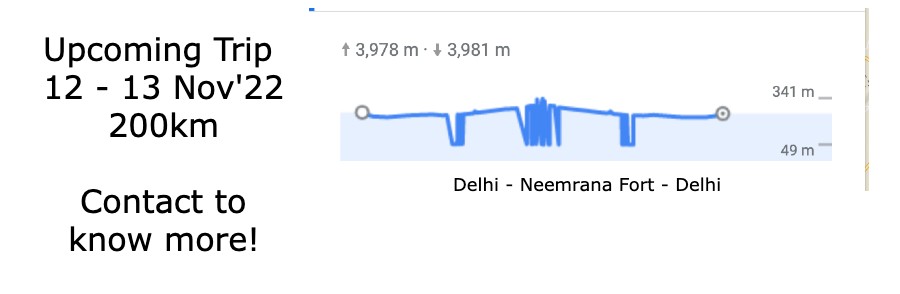 Upcoming Trip
12 - 13 Nov'22
200km
Contact to
know more!
↑ 3,978 m · ↓ 3,981 m
341 m
49 m
Delhi - Neemrana Fort - Delhi